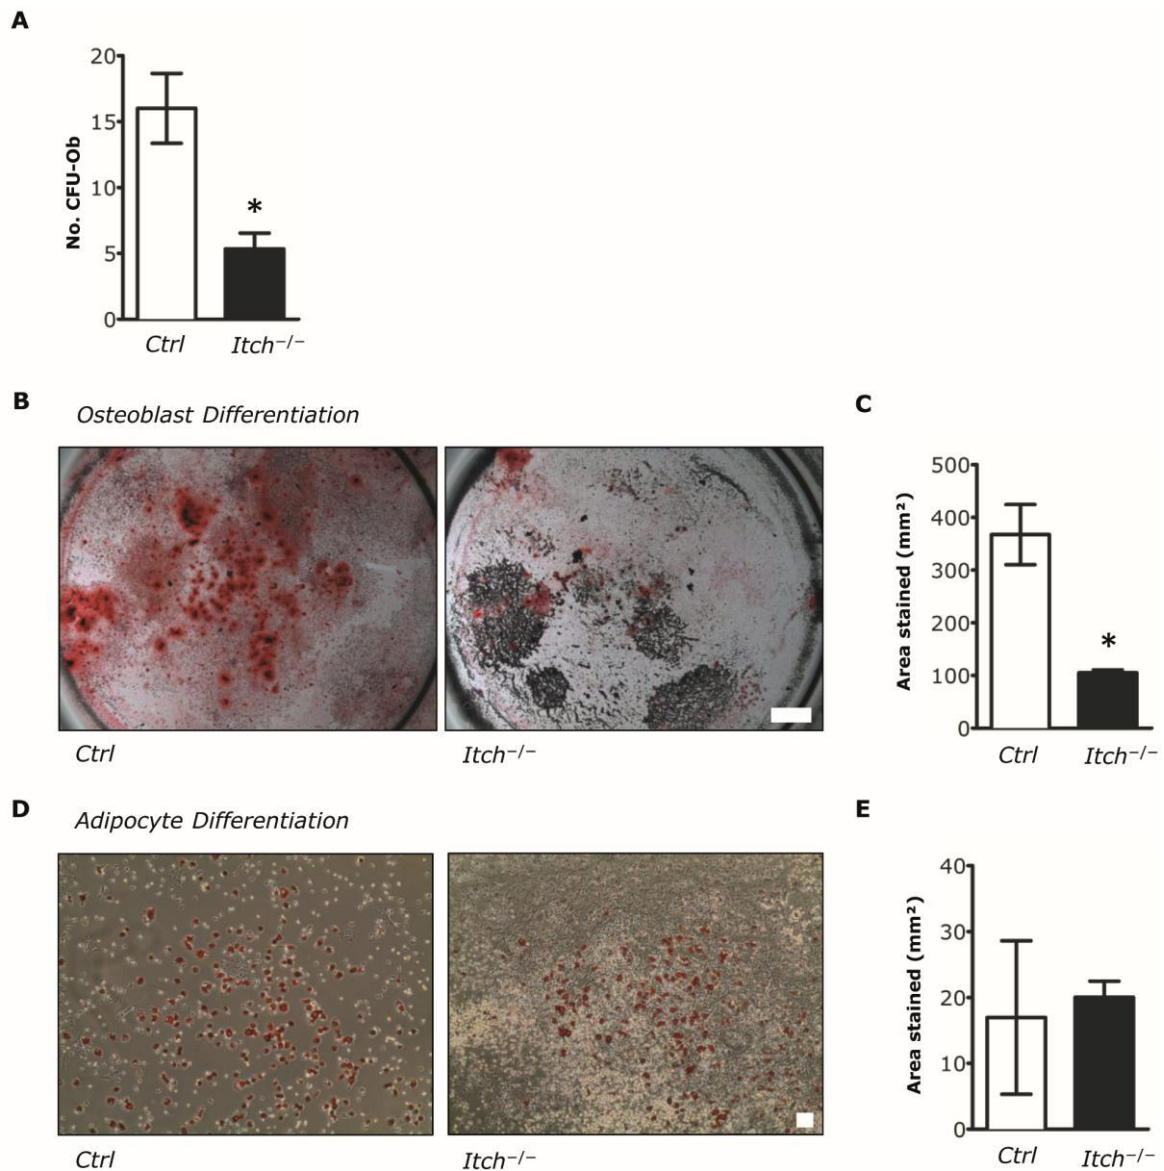 A
No. CFU-Ob
20
15
10
5
0
*
Ctrl
Itch−/−
B
Osteoblast Differentiation
Ctrl
Itch−/−
C
Area stained (mm²)
500
400
300
200
100
0
*
Ctrl
Itch−/−
D
Adipocyte Differentiation
Ctrl
Itch−/−
E
Area stained (mm²)
40
30
20
10
0
Ctrl
Itch−/−